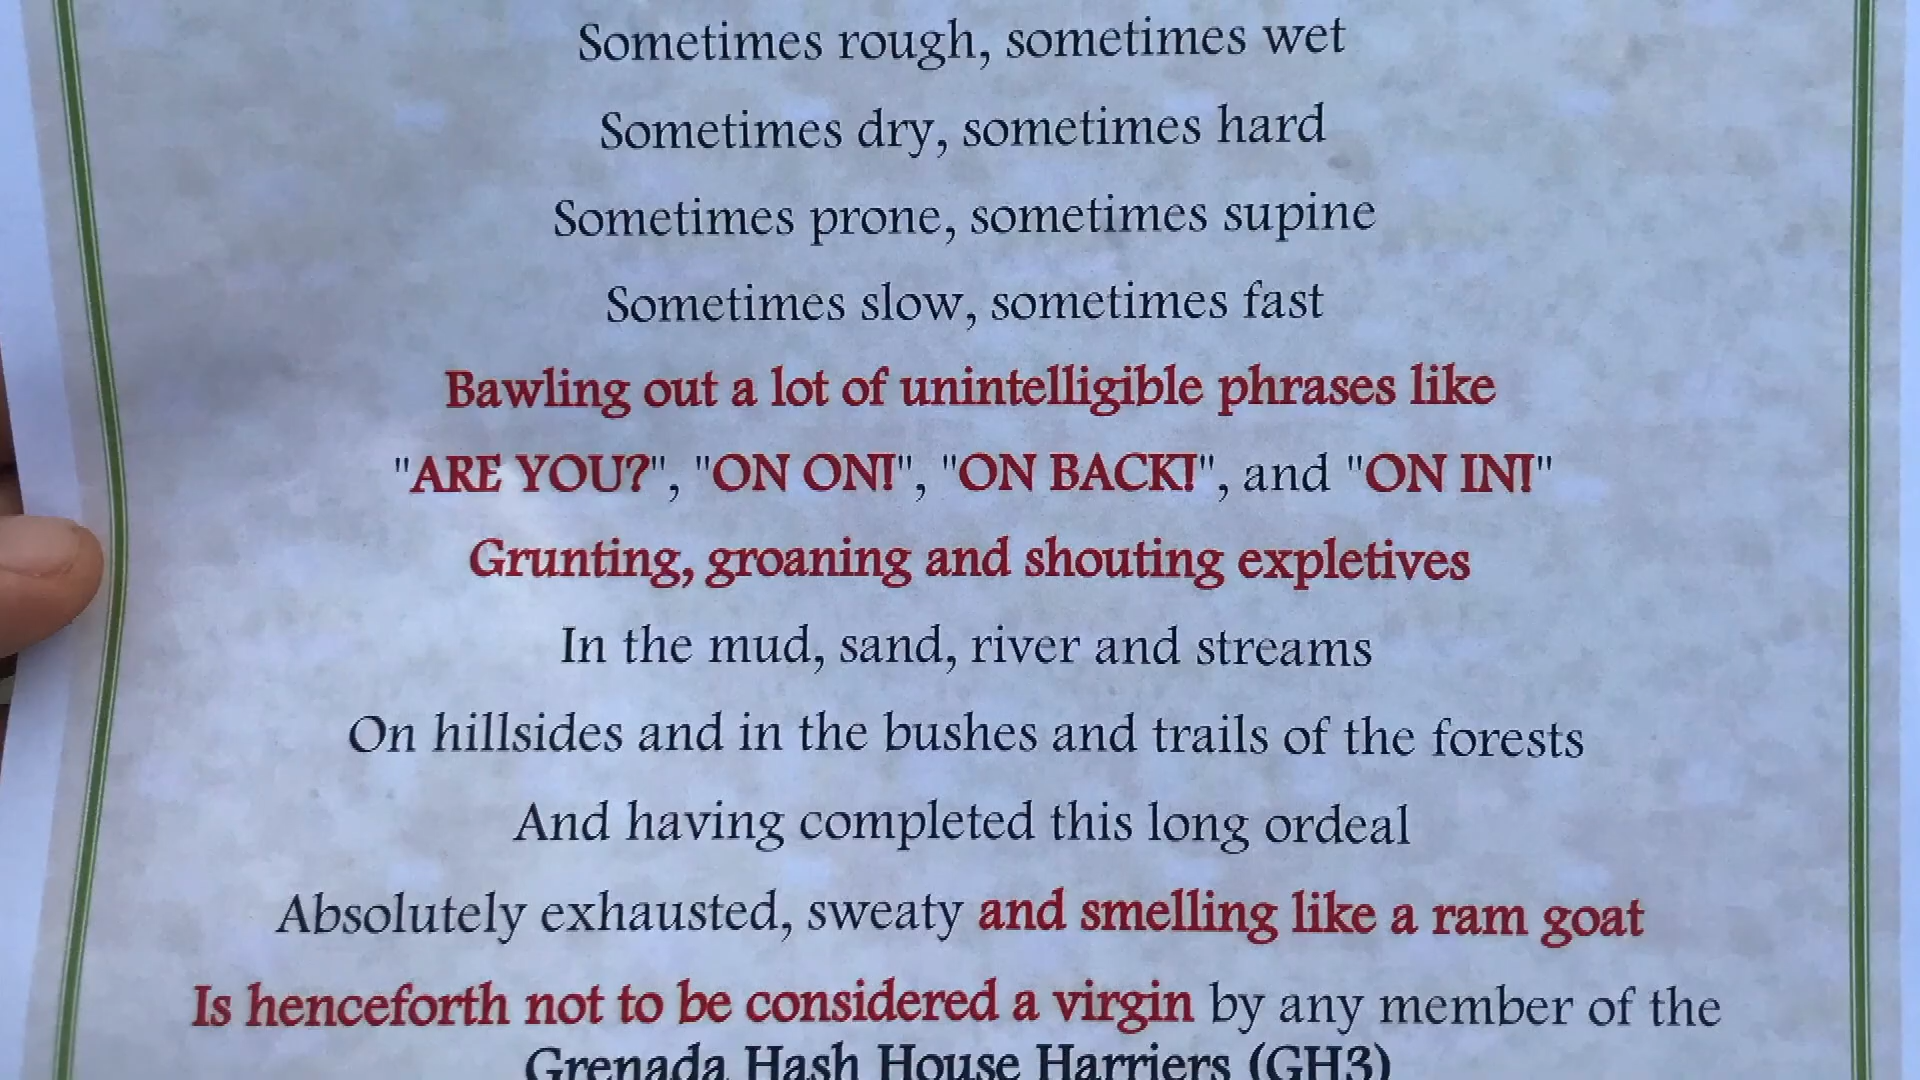 Sometimes rough, sometimes wet
Sometimes dry, sometimes hard
Sometimes prone, sometimes supine
Sometimes slow, sometimes fast
Bawling out a lot of unintelligible phrases like
"ARE YOU?", "ON ON!", "ON BACK!", and "ON IN!"
Grunting, groaning and shouting expletives
In the mud, sand, river and streams
On hillsides and in the bushes and trails of the forests
And having completed this long ordeal
Absolutely exhausted, sweaty and smelling like a ram goat
Is henceforth not to be considered a virgin by any member of the
Grenada Hash House Harriers (GH3)